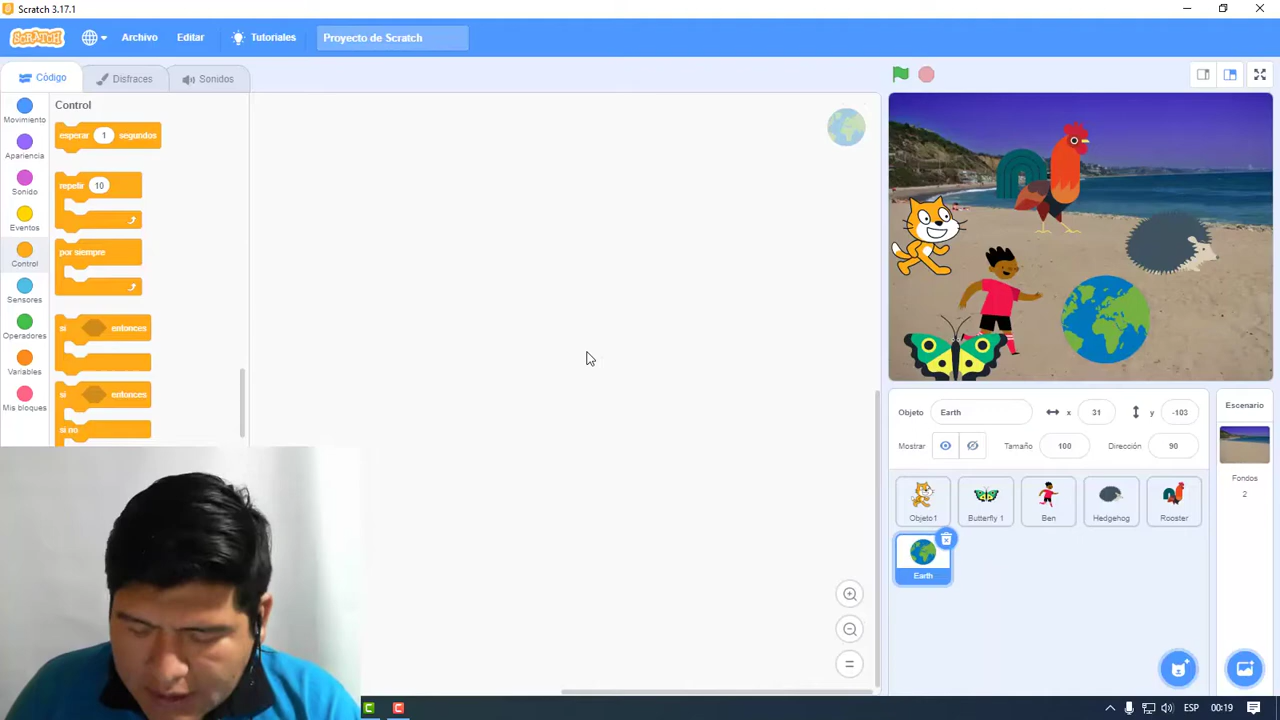 Scratch 3.17.1
SCRATCH Archivo Editar Tutoriales Proyecto de Scratch
Código Disfraces Sonidos
Movimiento
Apariencia
Sonido
Eventos
Control
Sensores
Operadores
Variables
Mis bloques
Control
esperar 1 segundos
repetir 10
por siempre
si entonces
si entonces
si no
Objeto Earth x 31 y -103
Mostrar Tamaño 100 Dirección 90
Objeto1 Butterfly 1 Ben Hedgehog Rooster
Earth
Escenario
Fondos
2
ESP 00:19